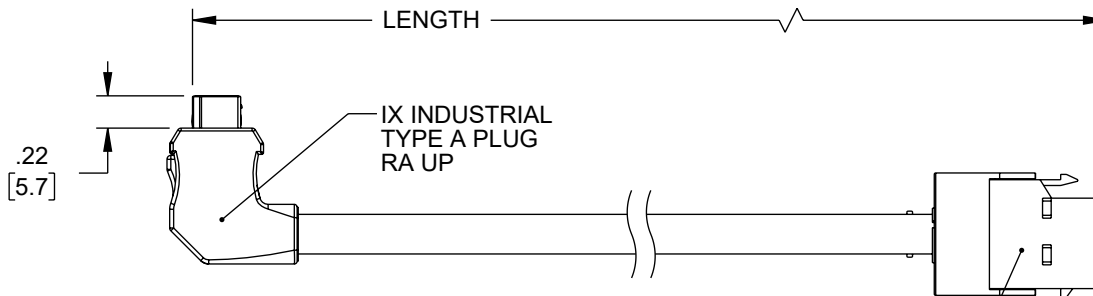 LENGTH
IX INDUSTRIAL
TYPE A PLUG
RA UP
.22
[5.7]